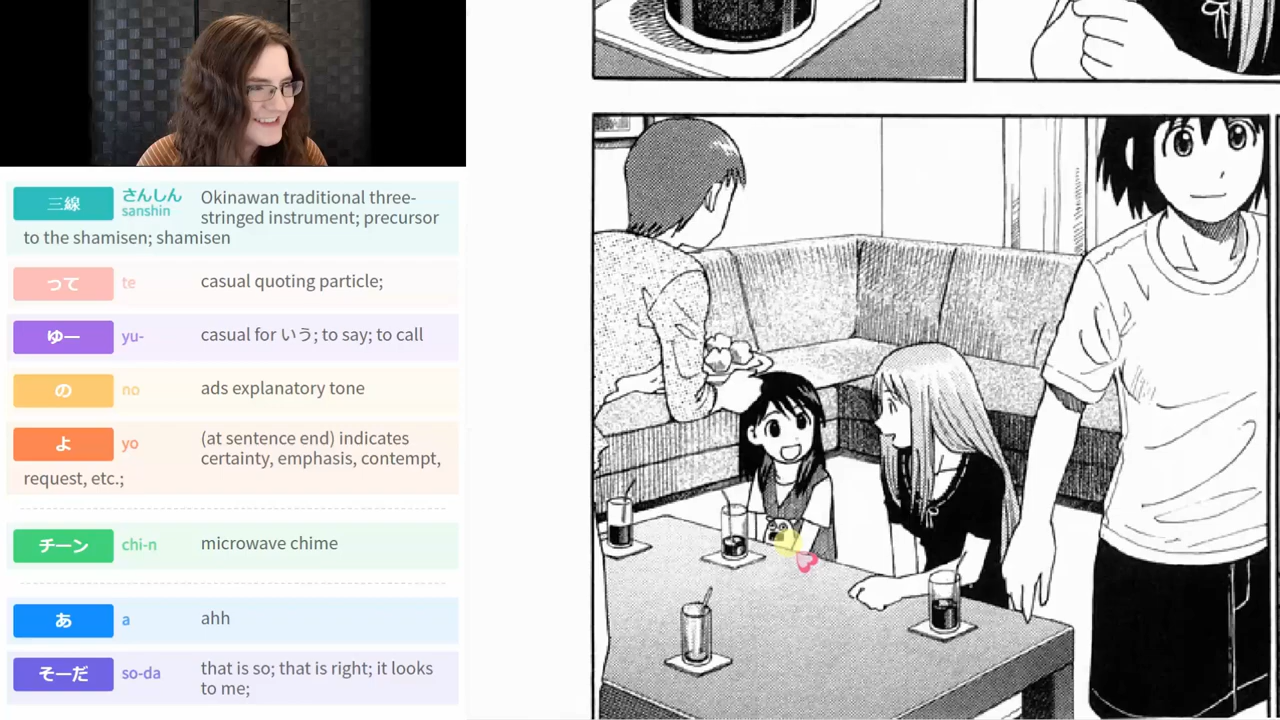 三線 さんしん Okinawan traditional three-
sanshin stringed instrument; precursor
to the shamisen; shamisen
って te casual quoting particle;
ゆー yu- casual for いう; to say; to call
の no ads explanatory tone
よ yo (at sentence end) indicates
certainty, emphasis, contempt,
request, etc.;
チーン chi-n microwave chime
あ a ahh
そーだ so-da that is so; that is right; it looks
to me;